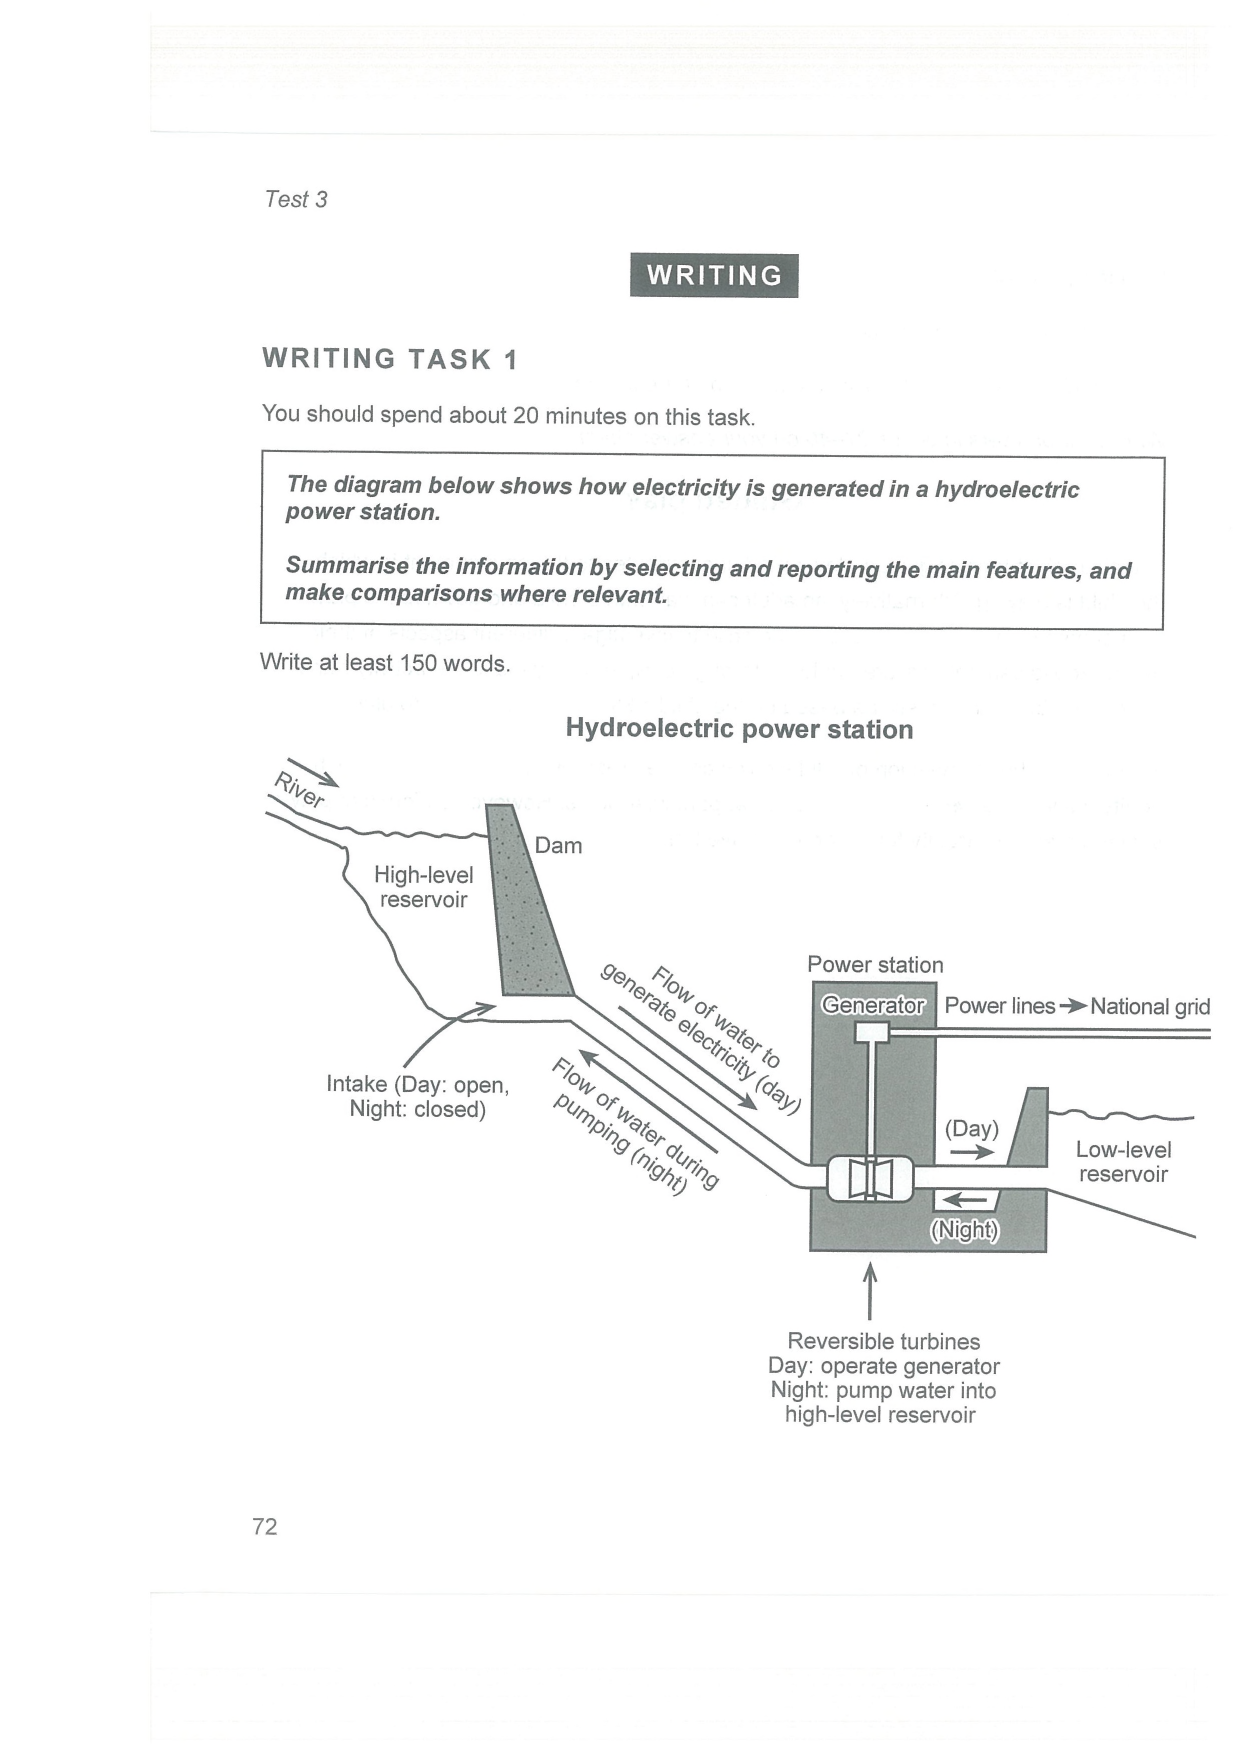 Test 3
WRITING
WRITING TASK 1
You should spend about 20 minutes on this task.
The diagram below shows how electricity is generated in a hydroelectric
power station.
Summarise the information by selecting and reporting the main features, and
make comparisons where relevant.
Write at least 150 words.
Hydroelectric power station
River
Dam
High-level
reservoir
Intake (Day: open,
Night: closed)
Flow of water to
generate electricity (day)
Flow of water during
pumping (night)
Power station
Generator
Power lines → National grid
(Day)
Low-level
reservoir
(Night)
Reversible turbines
Day: operate generator
Night: pump water into
high-level reservoir
72